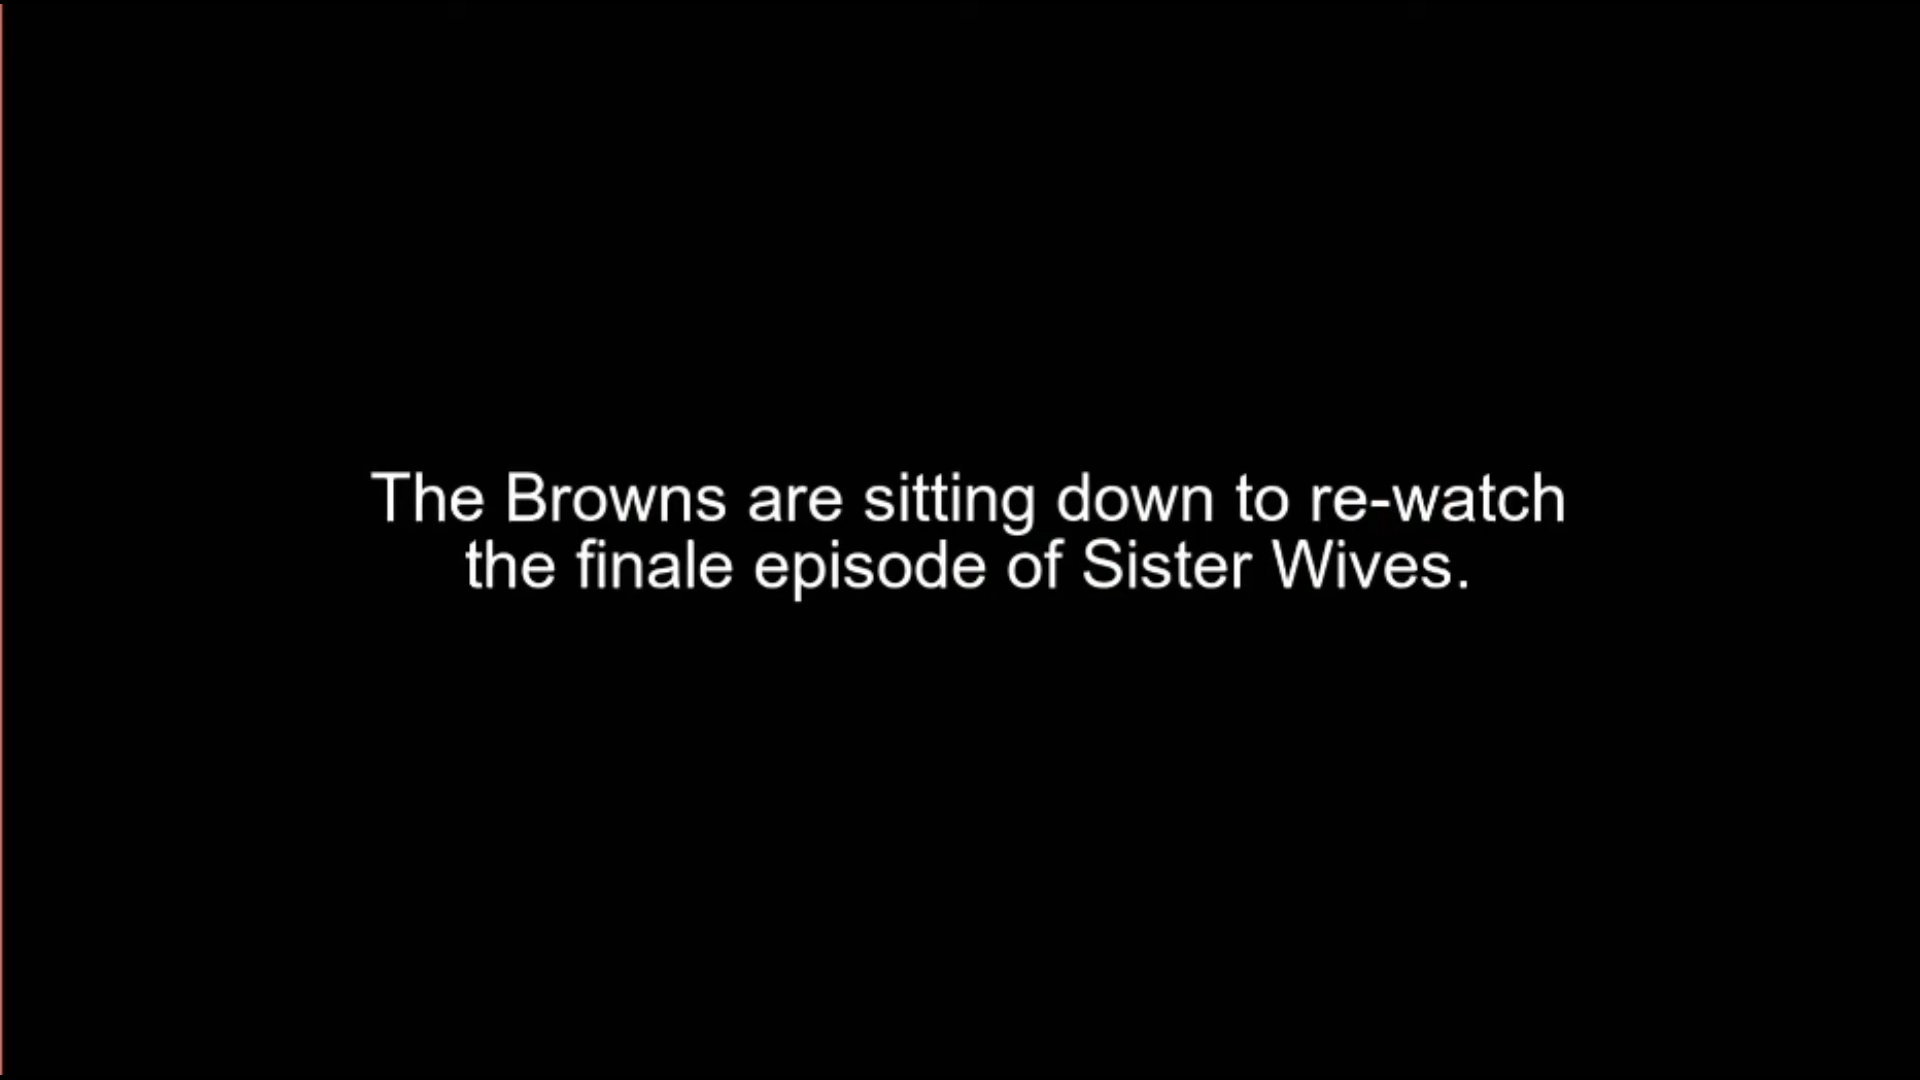 The Browns are sitting down to re-watch
the finale episode of Sister Wives.